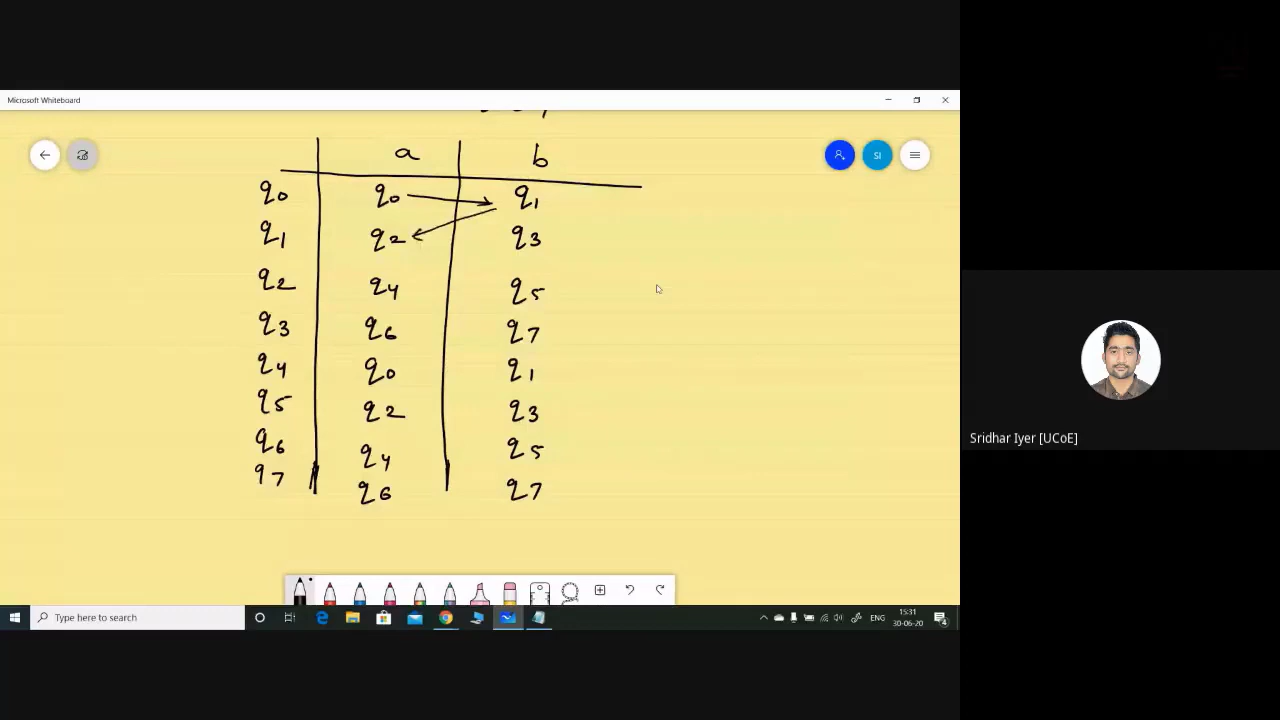 Microsoft Whiteboard
SI
a b
q0 q0 q1
q1 q2 q3
q2 q4 q5
q3 q6 q7
q4 q0 q1
q5 q2 q3
q6 q4 q5
q7 q6 q7
Sridhar Iyer [UCoE]
Type here to search
ENG
15:31
30-06-20
4